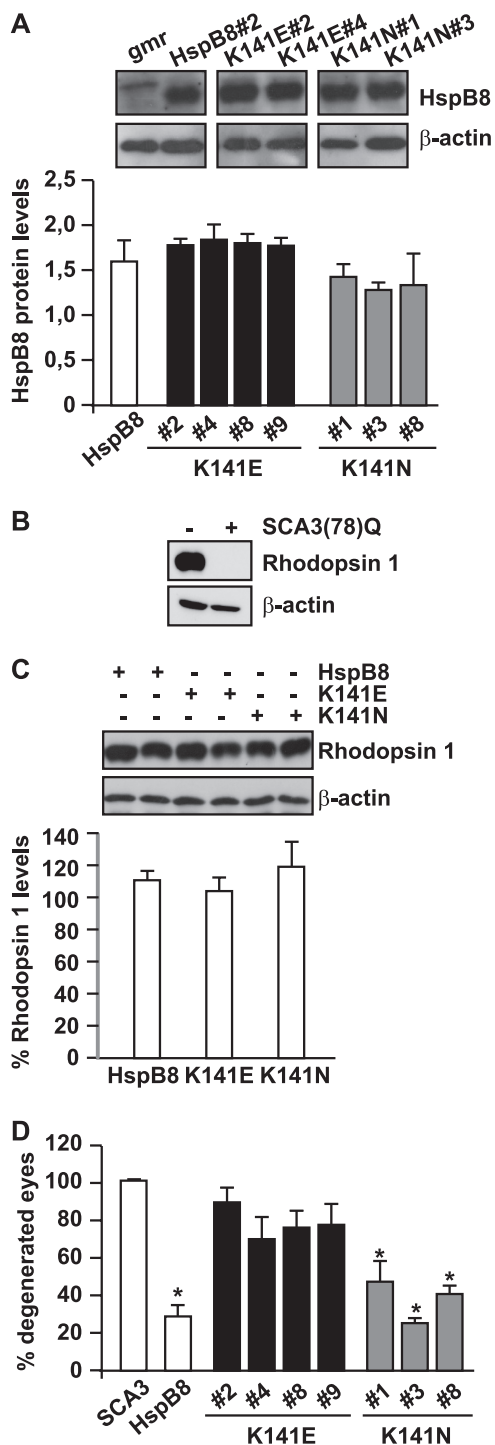 A
gmr HspB8#2 K141E#2 K141E#4 K141N#1 K141N#3
HspB8
β-actin
HspB8 protein levels
2,5
2,0
1,5
1,0
0,5
0
HspB8 #2 #4 #8 #9 #1 #3 #8
K141E K141N
B
- + SCA3(78)Q
Rhodopsin 1
β-actin
C
+ + - - - - HspB8
- - + + - - K141E
- - - - + + K141N
Rhodopsin 1
β-actin
% Rhodopsin 1 levels
140
120
100
80
60
40
20
0
HspB8 K141E K141N
D
% degenerated eyes
120
100
80
60
40
20
0
* * * *
SCA3 HspB8 #2 #4 #8 #9 #1 #3 #8
K141E K141N